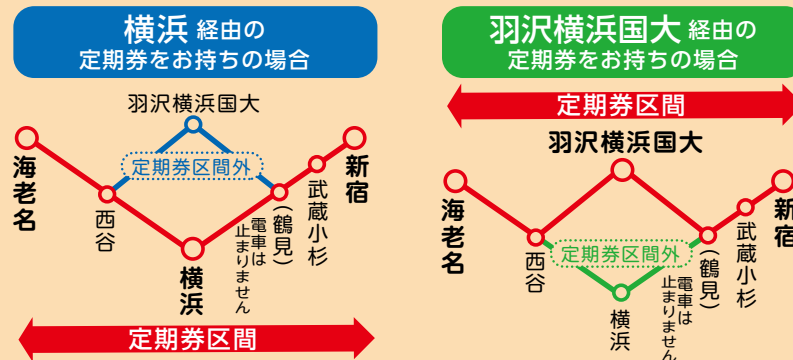 横浜 経由の
定期券をお持ちの場合
羽沢横浜国大
定期券区間外
海老名
西谷
横浜
電車は
止まりません
(鶴見)
武蔵小杉
新宿
定期券区間
羽沢横浜国大 経由の
定期券をお持ちの場合
定期券区間
羽沢横浜国大
海老名
西谷
定期券区間外
横浜
電車は
止まりません
(鶴見)
武蔵小杉
新宿